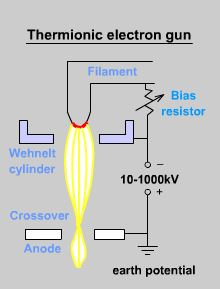 Thermionic electron gun
Filament
Bias
resistor
Wehnelt
cylinder
−
10-1000kV
+
Crossover
Anode
earth potential